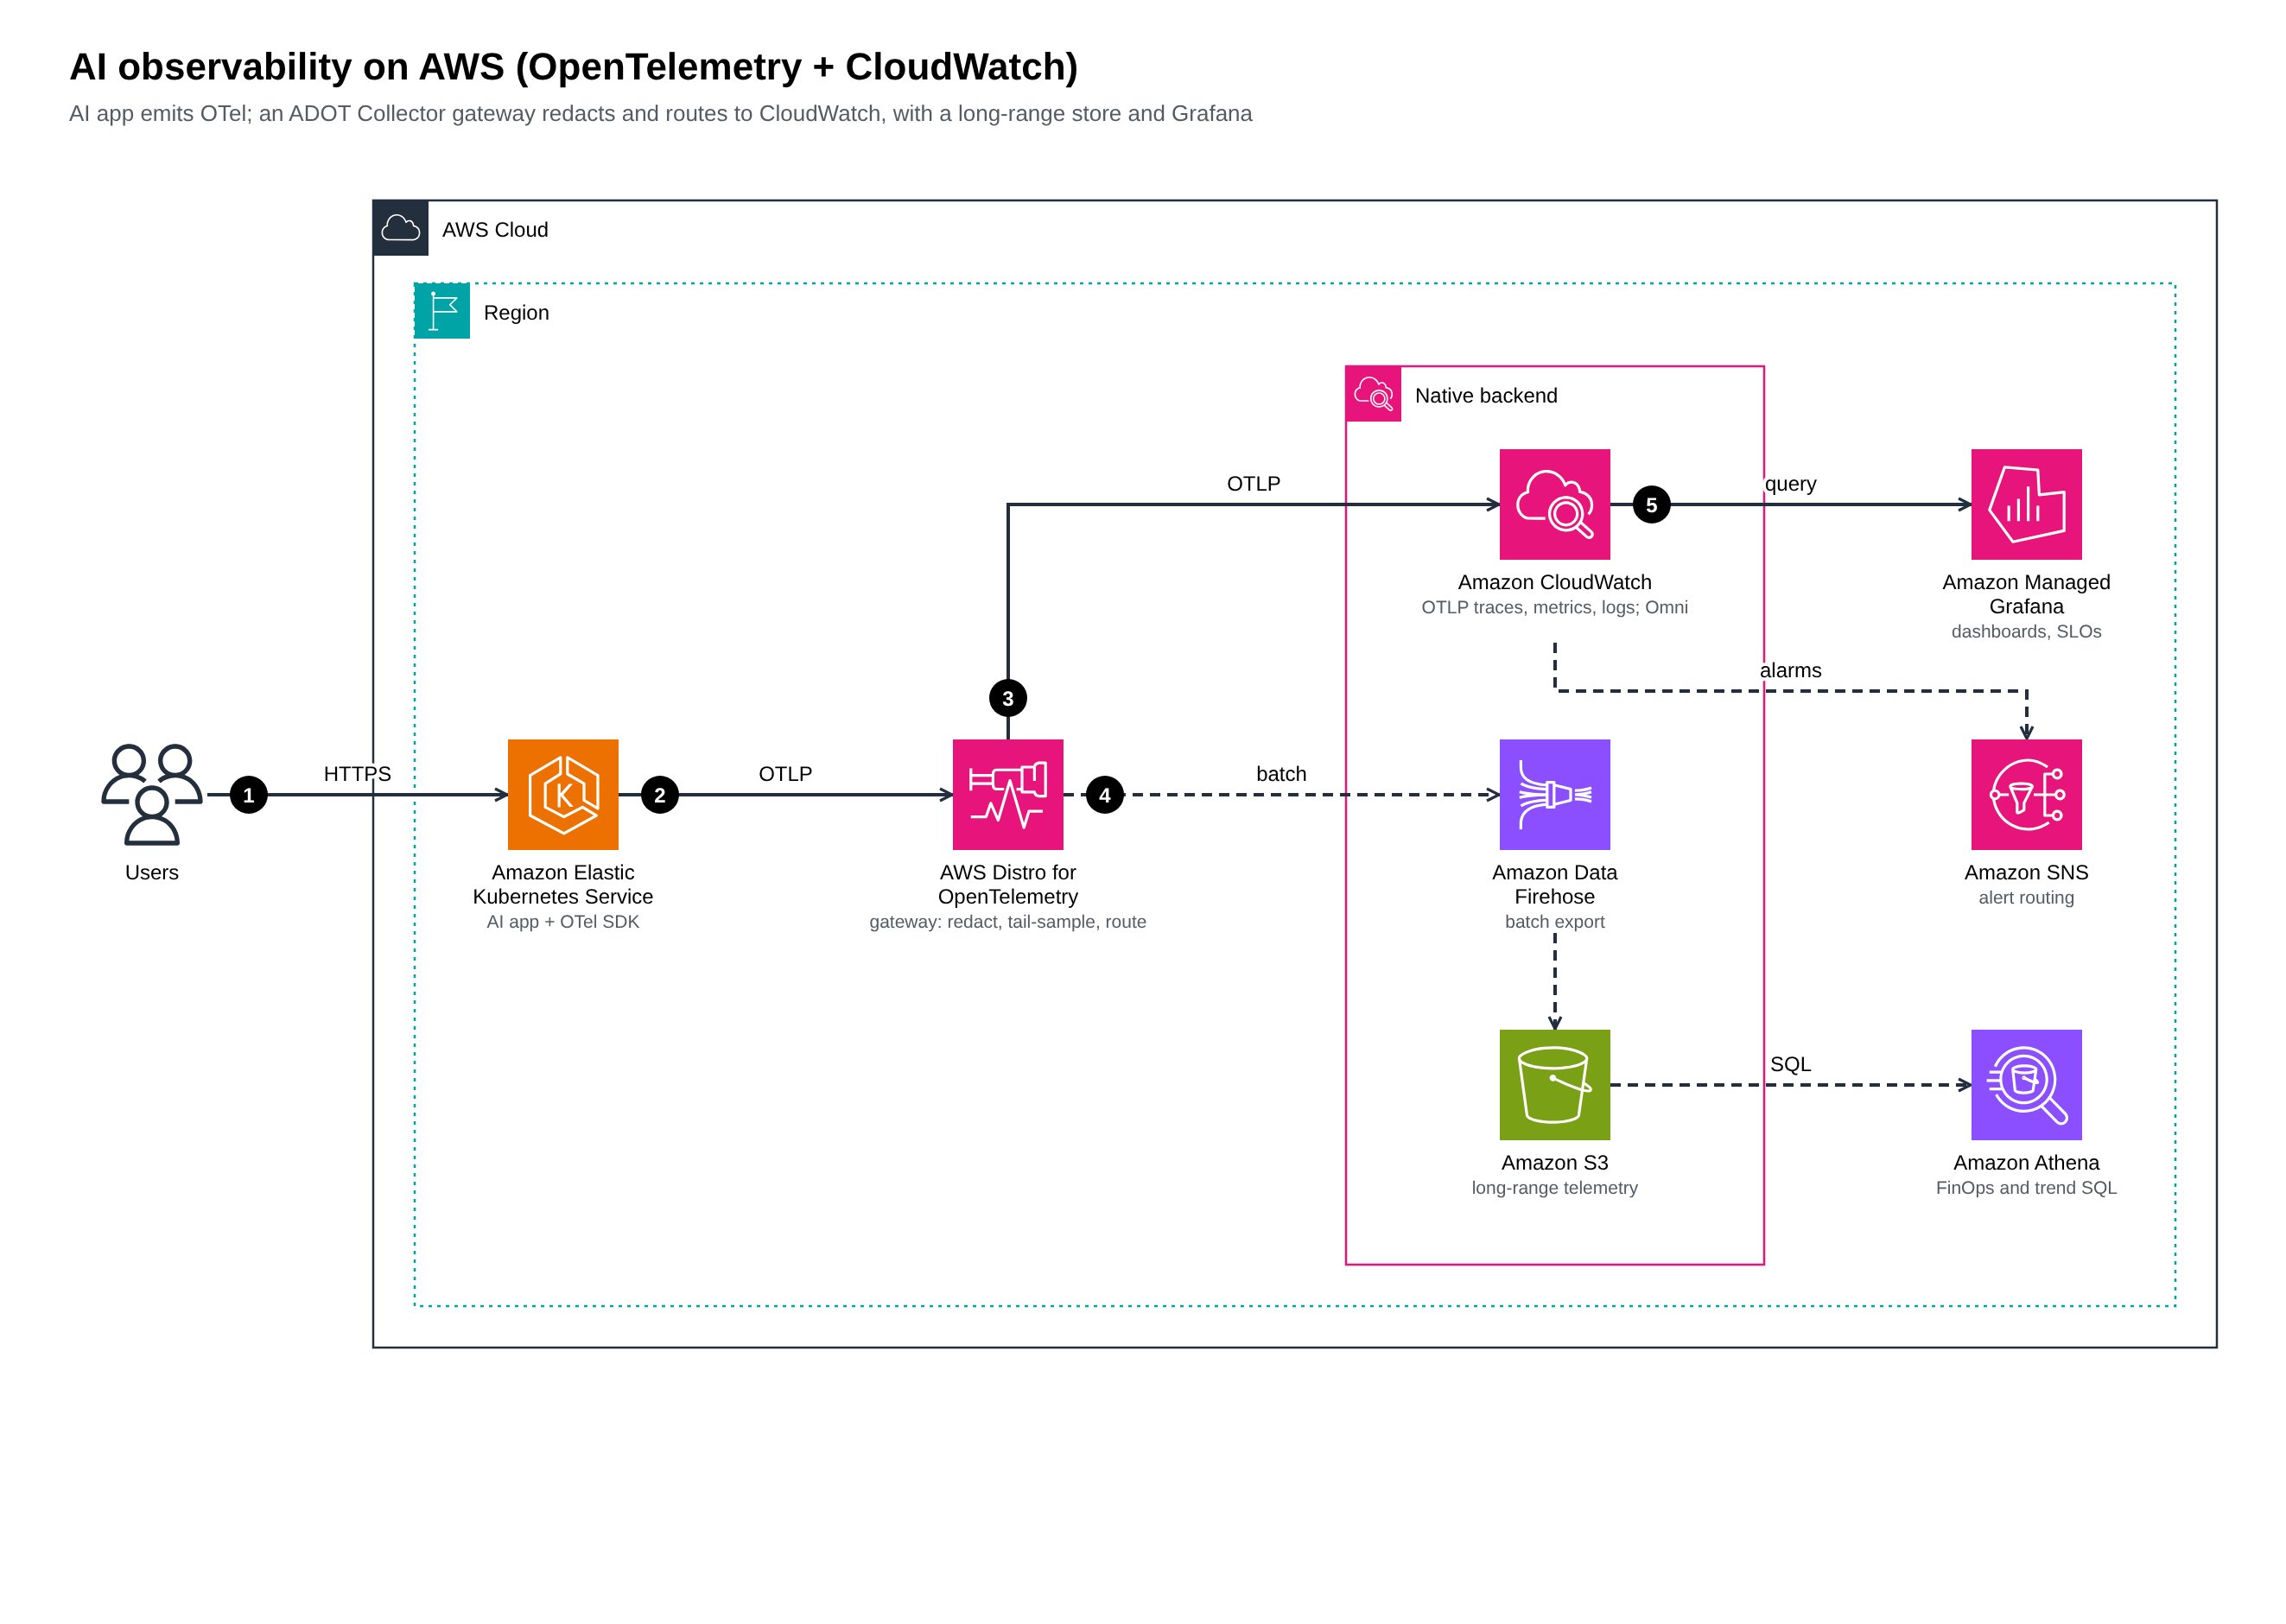 AI observability on AWS (OpenTelemetry + CloudWatch)
AI app emits OTel; an ADOT Collector gateway redacts and routes to CloudWatch, with a long-range store and Grafana
AWS Cloud
Region
Native backend
OTLP
5
query
Amazon CloudWatch
OTLP traces, metrics, logs; Omni
Amazon Managed
Grafana
dashboards, SLOs
alarms
3
1
HTTPS
2
OTLP
4
batch
Users
Amazon Elastic
Kubernetes Service
AI app + OTel SDK
AWS Distro for
OpenTelemetry
gateway: redact, tail-sample, route
Amazon Data
Firehose
batch export
Amazon SNS
alert routing
SQL
Amazon S3
long-range telemetry
Amazon Athena
FinOps and trend SQL